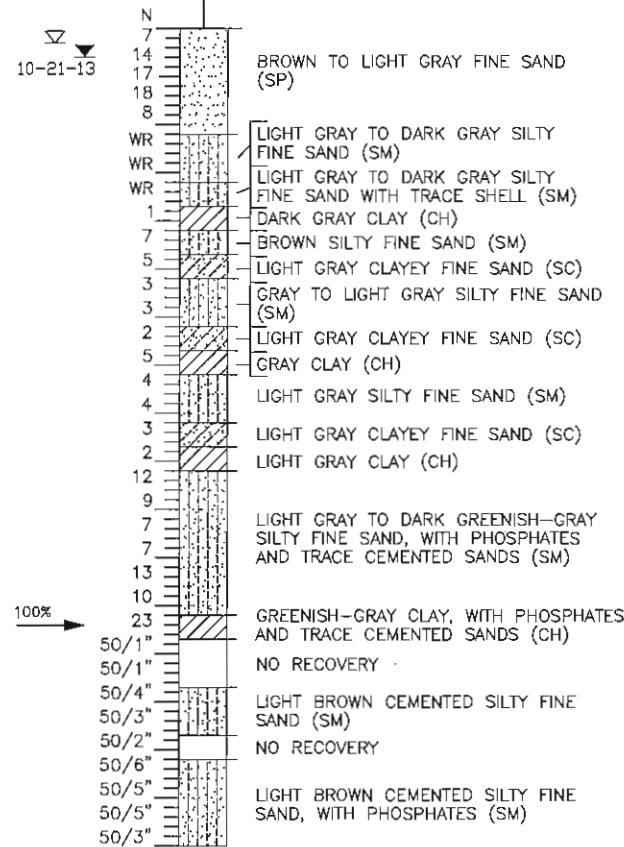 N
7
14
10-21-13
17
18
8
BROWN TO LIGHT GRAY FINE SAND
(SP)
WR
WR
WR
LIGHT GRAY TO DARK GRAY SILTY
FINE SAND (SM)
LIGHT GRAY TO DARK GRAY SILTY
FINE SAND WITH TRACE SHELL (SM)
1
DARK GRAY CLAY (CH)
7
BROWN SILTY FINE SAND (SM)
5
LIGHT GRAY CLAYEY FINE SAND (SC)
3
3
GRAY TO LIGHT GRAY SILTY FINE SAND
(SM)
2
LIGHT GRAY CLAYEY FINE SAND (SC)
5
GRAY CLAY (CH)
4
4
LIGHT GRAY SILTY FINE SAND (SM)
3
LIGHT GRAY CLAYEY FINE SAND (SC)
2
LIGHT GRAY CLAY (CH)
12
9
7
7
13
10
LIGHT GRAY TO DARK GREENISH-GRAY
SILTY FINE SAND, WITH PHOSPHATES
AND TRACE CEMENTED SANDS (SM)
100%
23
GREENISH-GRAY CLAY, WITH PHOSPHATES
AND TRACE CEMENTED SANDS (CH)
50/1"
50/1"
NO RECOVERY
50/4"
50/3"
LIGHT BROWN CEMENTED SILTY FINE
SAND (SM)
50/2"
NO RECOVERY
50/6"
50/5"
50/5"
50/3"
LIGHT BROWN CEMENTED SILTY FINE
SAND, WITH PHOSPHATES (SM)